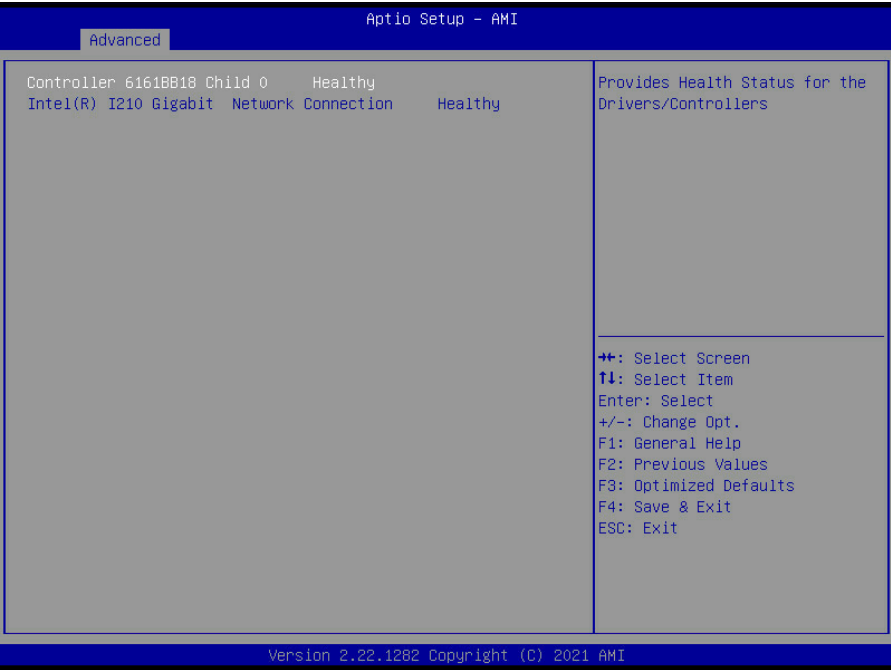 Aptio Setup – AMI
Advanced
Controller 6161BB18 Child 0 Healthy
Intel(R) I210 Gigabit Network Connection Healthy
Provides Health Status for the
Drivers/Controllers
→←: Select Screen
↑↓: Select Item
Enter: Select
+/-: Change Opt.
F1: General Help
F2: Previous Values
F3: Optimized Defaults
F4: Save & Exit
ESC: Exit
Version 2.22.1282 Copyright (C) 2021 AMI